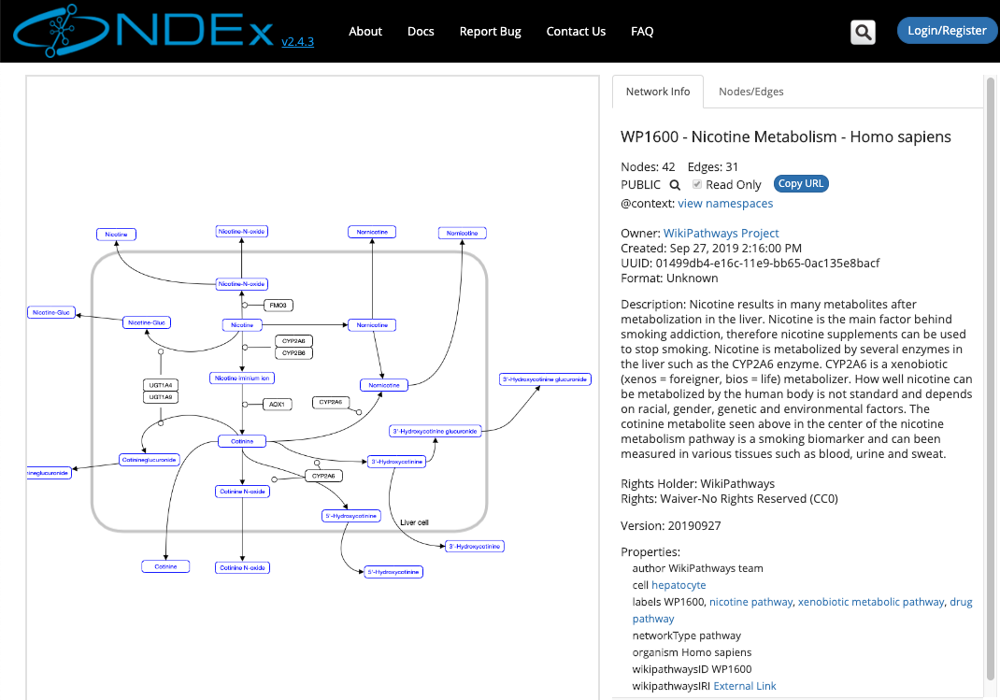 NDEx v2.4.3
About Docs Report Bug Contact Us FAQ
Login/Register
Network Info Nodes/Edges
WP1600 - Nicotine Metabolism - Homo sapiens
Nodes: 42 Edges: 31
PUBLIC Read Only Copy URL
@context: view namespaces
Owner: WikiPathways Project
Created: Sep 27, 2019 2:16:00 PM
UUID: 01499db4-e16c-11e9-bb65-0ac135e8bacf
Format: Unknown
Description: Nicotine results in many metabolites after
metabolization in the liver. Nicotine is the main factor behind
smoking addiction, therefore nicotine supplements can be used
to stop smoking. Nicotine is metabolized by several enzymes in
the liver such as the CYP2A6 enzyme. CYP2A6 is a xenobiotic
(xenos = foreigner, bios = life) metabolizer. How well nicotine can
be metabolized by the human body is not standard and depends
on racial, gender, genetic and environmental factors. The
cotinine metabolite seen above in the center of the nicotine
metabolism pathway is a smoking biomarker and can been
measured in various tissues such as blood, urine and sweat.
Rights Holder: WikiPathways
Rights: Waiver-No Rights Reserved (CC0)
Version: 20190927
Properties:
author WikiPathways team
cell hepatocyte
labels WP1600, nicotine pathway, xenobiotic metabolic pathway, drug
pathway
networkType pathway
organism Homo sapiens
wikipathwaysID WP1600
wikipathwaysIRI External Link
Nicotine
Nicotine-N-oxide
Nornicotine
Nornicotine
Nicotine-N-oxide
FMO3
Nicotine-Gluc
Nicotine-Gluc
Nicotine
Nornicotine
CYP2A6
CYP2B6
Nicotine iminium ion
UGT1A4
UGT1A9
Nornicotine
3'-Hydroxycotinine glucuronide
AOX1
CYP2A6
3'-Hydroxycotinine glucuronide
Cotinine
Cotinineglucuronide
3'-Hydroxycotinine
nineglucuronide
CYP2A6
Cotinine N-oxide
5'-Hydroxycotinine
Liver cell
3'-Hydroxycotinine
Cotinine
Cotinine N-oxide
5'-Hydroxycotinine